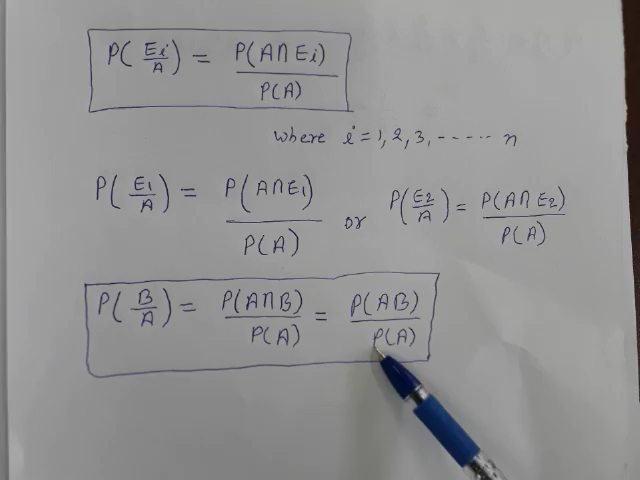 P(Ei/A) = P(A∩Ei)/P(A)
where i = 1, 2, 3, ------ n
P(E1/A) = P(A∩E1)/P(A) or P(E2/A) = P(A∩E2)/P(A)
P(B/A) = P(A∩B)/P(A) = P(AB)/P(A)